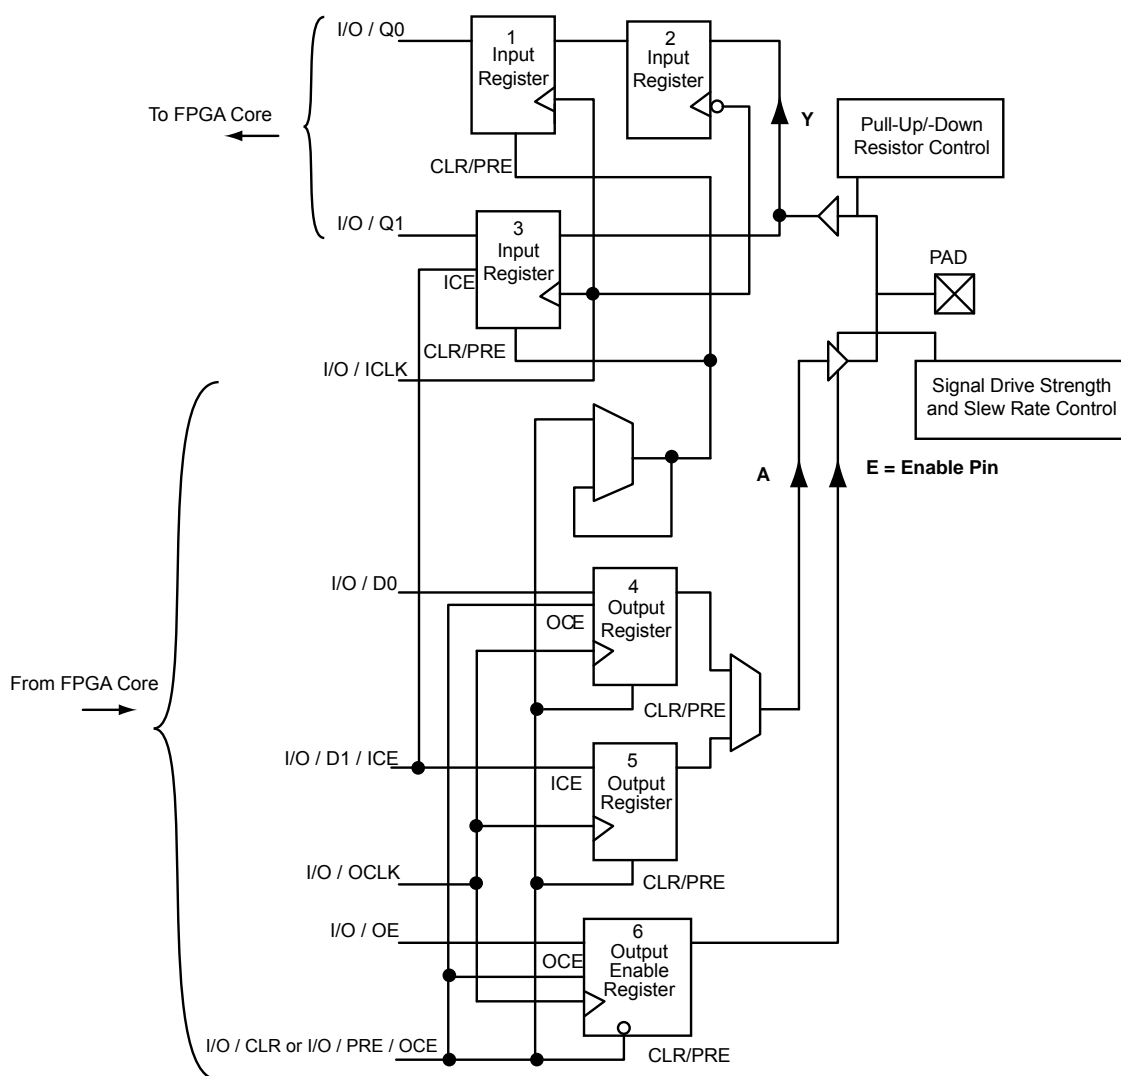 I/O / Q0
1
Input
Register
2
Input
Register
To FPGA Core
Y
Pull-Up/-Down
Resistor Control
CLR/PRE
I/O / Q1
3
Input
Register
ICE
PAD
CLR/PRE
I/O / ICLK
Signal Drive Strength
and Slew Rate Control
A
E = Enable Pin
I/O / D0
4
Output
Register
OCE
From FPGA Core
CLR/PRE
I/O / D1 / ICE
5
Output
Register
ICE
I/O / OCLK
CLR/PRE
I/O / OE
6
Output
Enable
Register
OCE
I/O / CLR or I/O / PRE / OCE
CLR/PRE